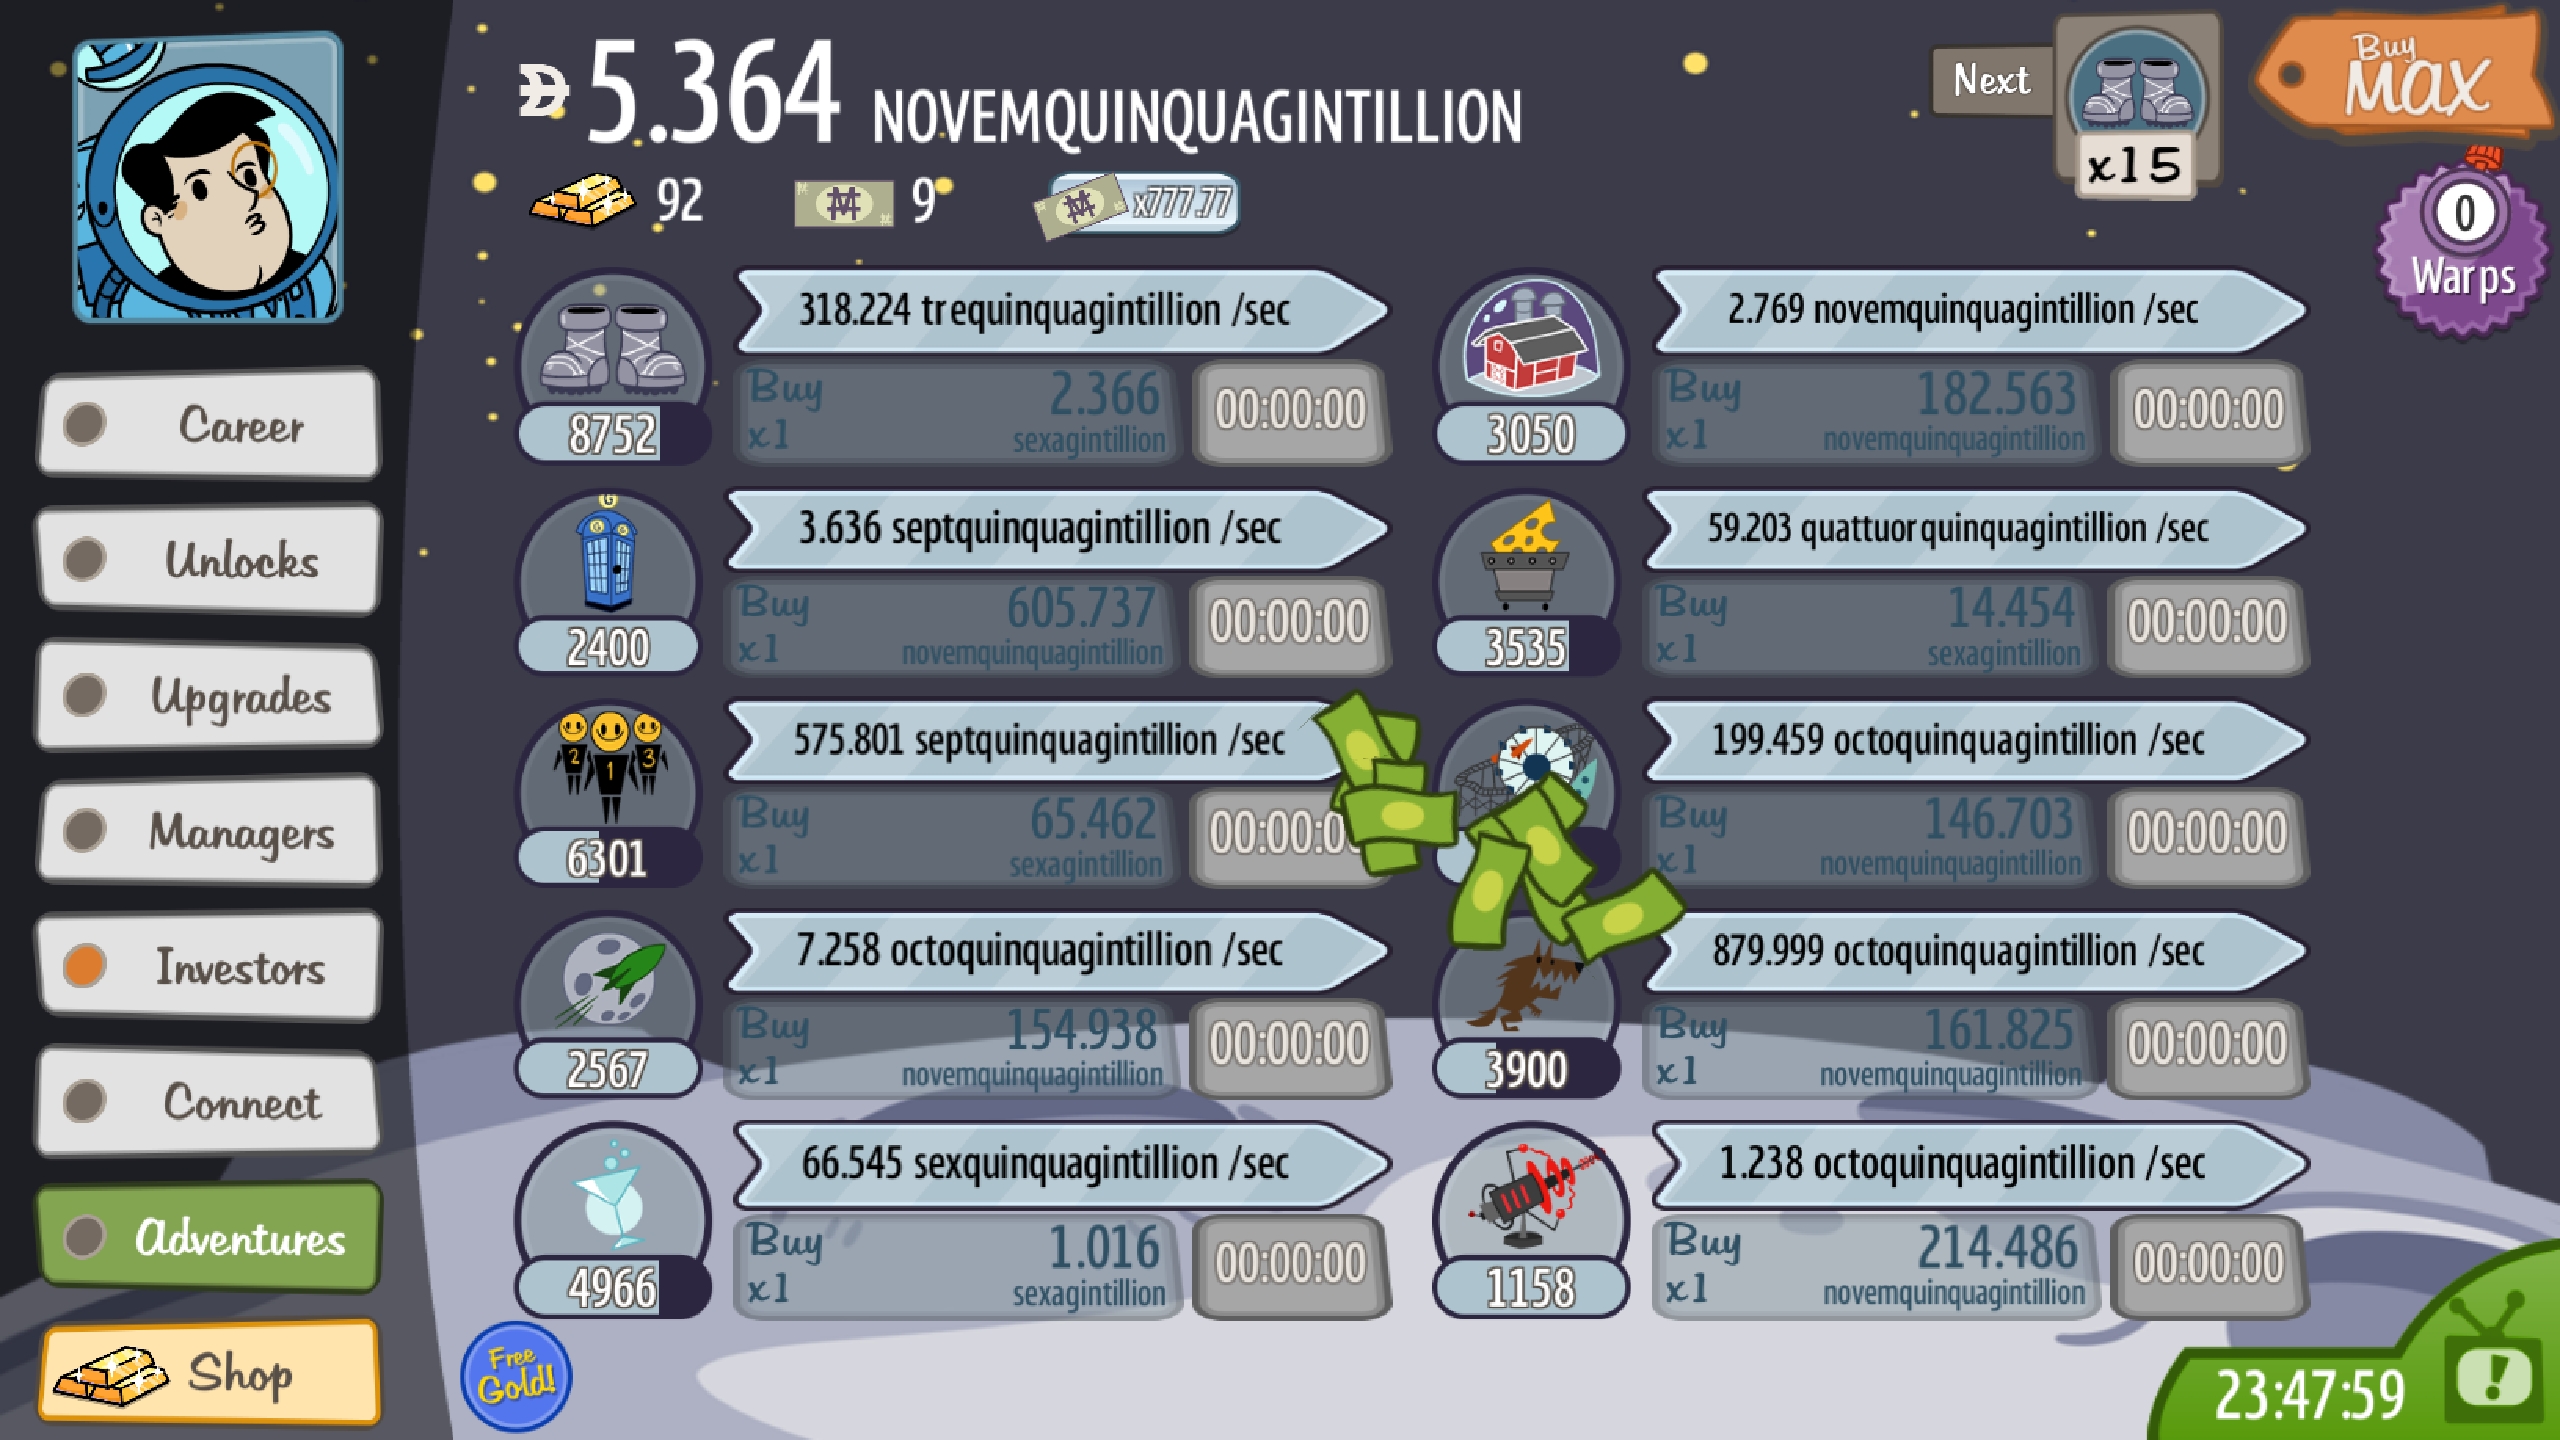 5.364 NOVEMQUINQUAGINTILLION
92
9
x777.77
Next
x15
Buy
MAX
0
Warps
Career
Unlocks
Upgrades
Managers
Investors
Connect
Adventures
Shop
318.224 trequinquagintillion /sec
8752
Buy
x1
2.366
sexagintillion
00:00:00
2.769 novemquinquagintillion /sec
3050
Buy
x1
182.563
novemquinquagintillion
00:00:00
3.636 septquinquagintillion /sec
2400
Buy
x1
605.737
novemquinquagintillion
00:00:00
59.203 quattuorquinquagintillion /sec
3535
Buy
x1
14.454
sexagintillion
00:00:00
575.801 septquinquagintillion /sec
2 1 3
6301
Buy
x1
65.462
sexagintillion
199.459 octoquinquagintillion /sec
Buy
x1
146.703
novemquinquagintillion
00:00:00
7.258 octoquinquagintillion /sec
2567
Buy
x1
154.938
novemquinquagintillion
00:00:00
879.999 octoquinquagintillion /sec
3900
Buy
x1
161.825
novemquinquagintillion
00:00:00
66.545 sexquinquagintillion /sec
4966
Buy
x1
1.016
sexagintillion
00:00:00
1.238 octoquinquagintillion /sec
1158
Buy
x1
214.486
novemquinquagintillion
00:00:00
Free
Gold!
23:47:59
!